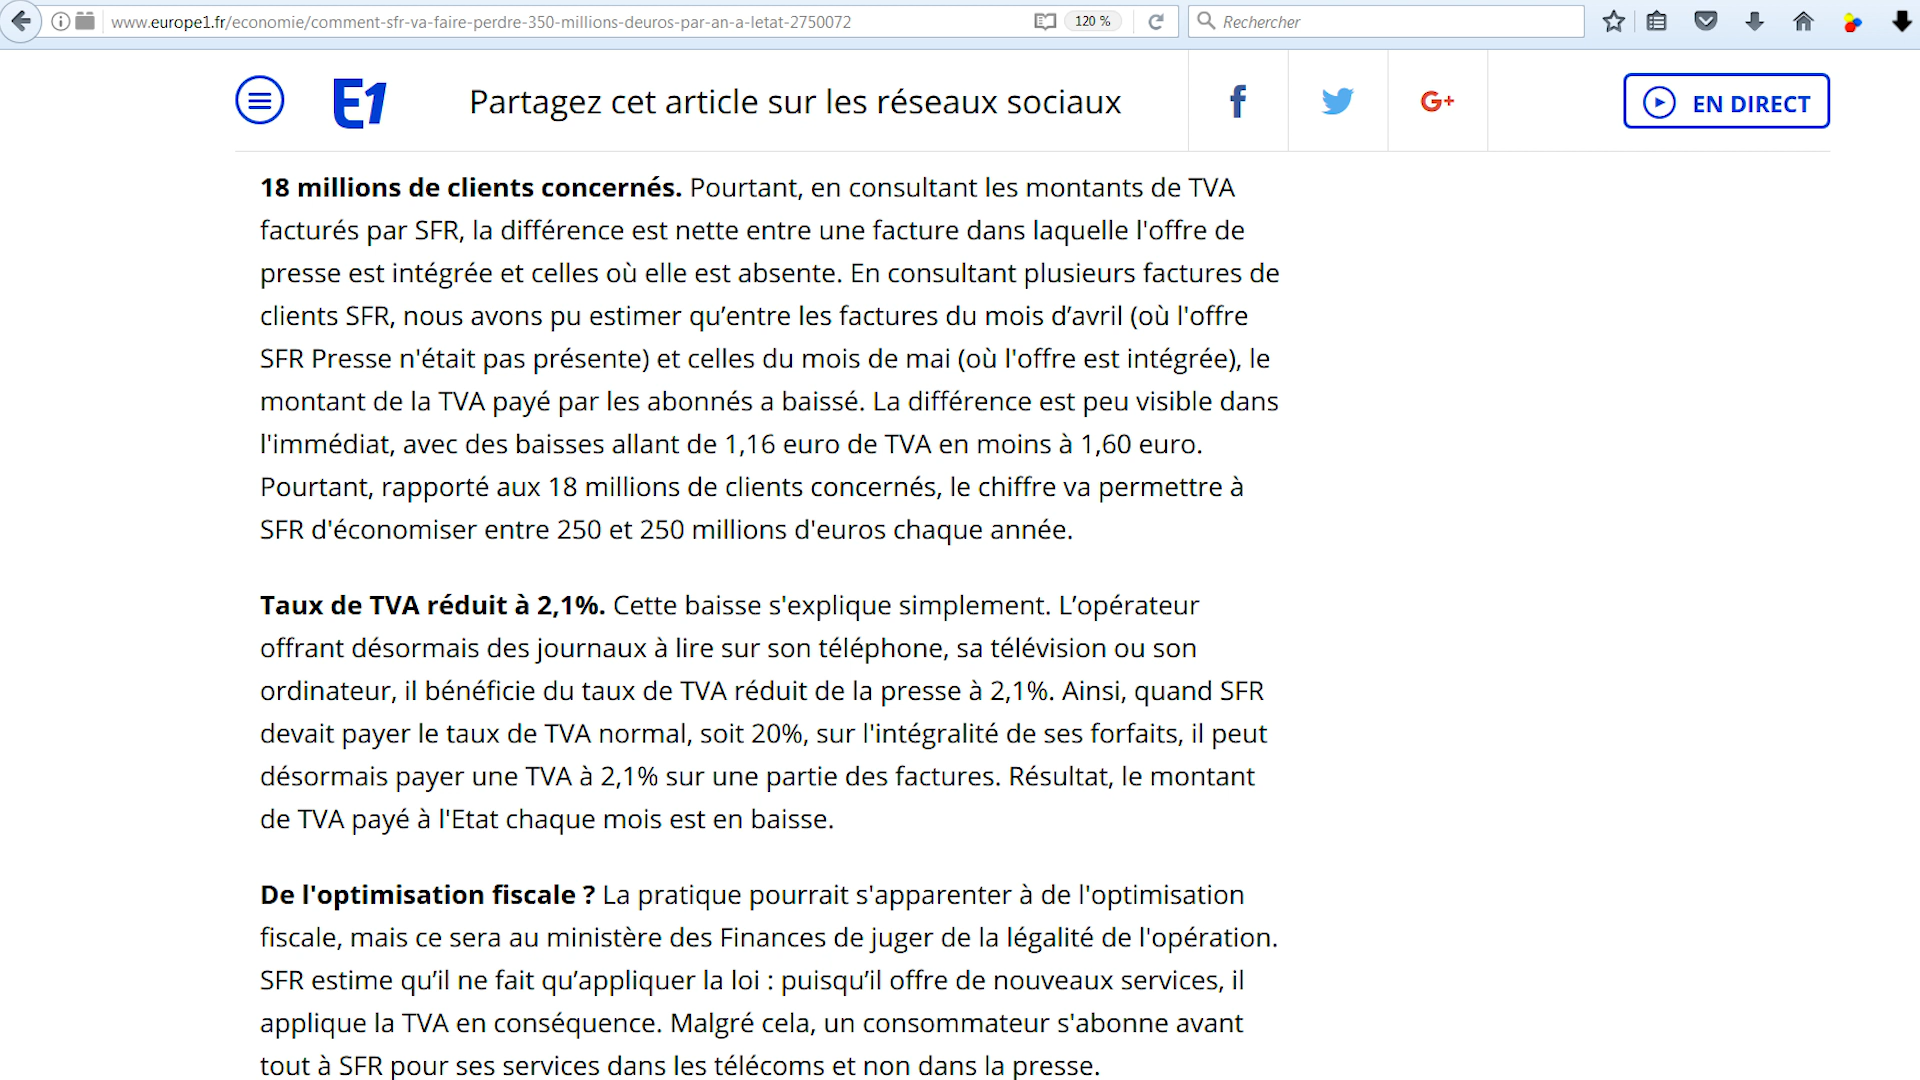 www.europe1.fr/economie/comment-sfr-va-faire-perdre-350-millions-deuros-par-an-a-letat-2750072
120 %
Rechercher
E1
Partagez cet article sur les réseaux sociaux
f
G+
EN DIRECT
18 millions de clients concernés. Pourtant, en consultant les montants de TVA
facturés par SFR, la différence est nette entre une facture dans laquelle l'offre de
presse est intégrée et celles où elle est absente. En consultant plusieurs factures de
clients SFR, nous avons pu estimer qu’entre les factures du mois d’avril (où l'offre
SFR Presse n'était pas présente) et celles du mois de mai (où l'offre est intégrée), le
montant de la TVA payé par les abonnés a baissé. La différence est peu visible dans
l'immédiat, avec des baisses allant de 1,16 euro de TVA en moins à 1,60 euro.
Pourtant, rapporté aux 18 millions de clients concernés, le chiffre va permettre à
SFR d'économiser entre 250 et 250 millions d'euros chaque année.
Taux de TVA réduit à 2,1%. Cette baisse s'explique simplement. L’opérateur
offrant désormais des journaux à lire sur son téléphone, sa télévision ou son
ordinateur, il bénéficie du taux de TVA réduit de la presse à 2,1%. Ainsi, quand SFR
devait payer le taux de TVA normal, soit 20%, sur l'intégralité de ses forfaits, il peut
désormais payer une TVA à 2,1% sur une partie des factures. Résultat, le montant
de TVA payé à l'Etat chaque mois est en baisse.
De l'optimisation fiscale ? La pratique pourrait s'apparenter à de l'optimisation
fiscale, mais ce sera au ministère des Finances de juger de la légalité de l'opération.
SFR estime qu’il ne fait qu’appliquer la loi : puisqu’il offre de nouveaux services, il
applique la TVA en conséquence. Malgré cela, un consommateur s'abonne avant
tout à SFR pour ses services dans les télécoms et non dans la presse.